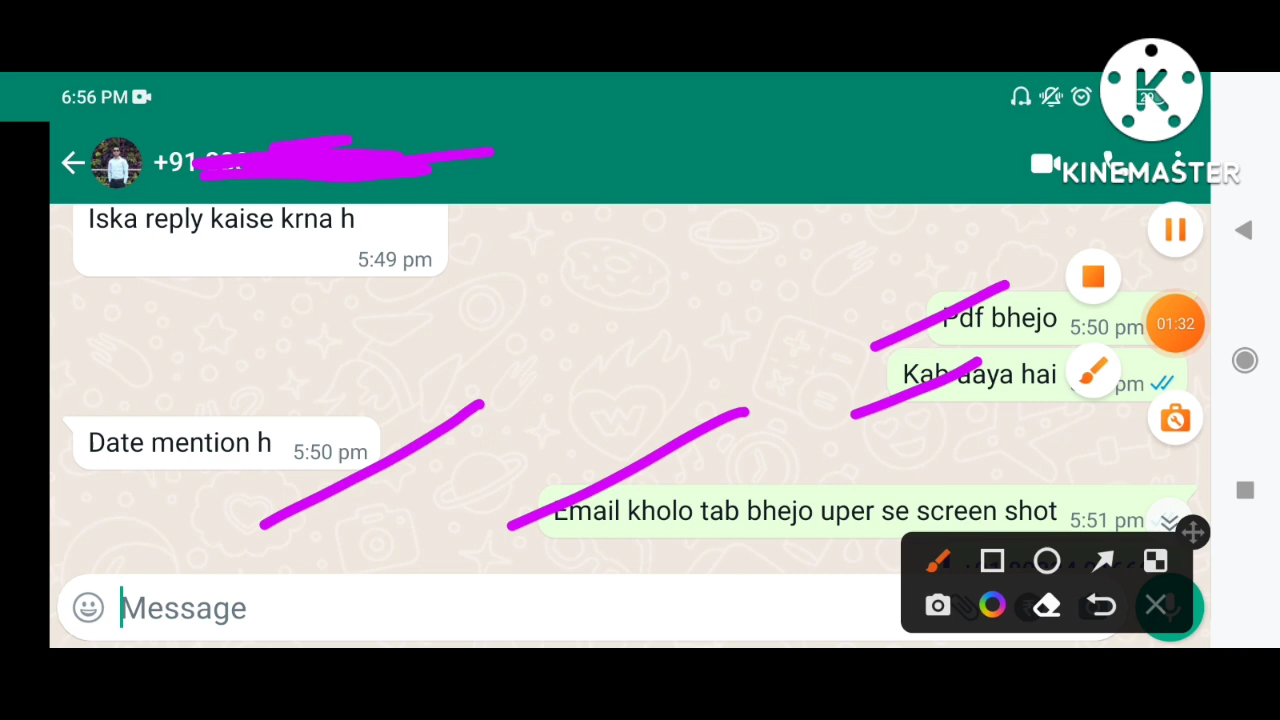 6:56 PM
+91
KINEMASTER
Iska reply kaise krna h
5:49 pm
Pdf bhejo 5:50 pm
01:32
Kab aaya hai pm
Date mention h 5:50 pm
Email kholo tab bhejo uper se screen shot 5:51 pm
Message